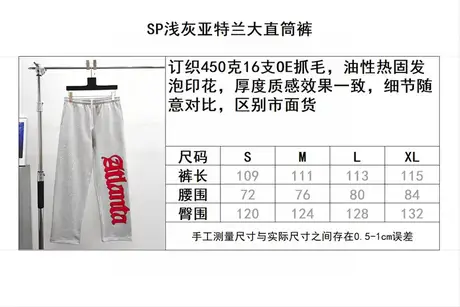 SP浅灰亚特兰大直筒裤
订织450克16支OE抓毛，油性热固发
泡印花，厚度质感效果一致，细节随
意对比，区别市面货
尺码 S M L XL
裤长 109 111 113 115
腰围 72 76 80 84
臀围 120 124 128 132
手工测量尺寸与实际尺寸之间存在0.5-1cm误差
Atlanta